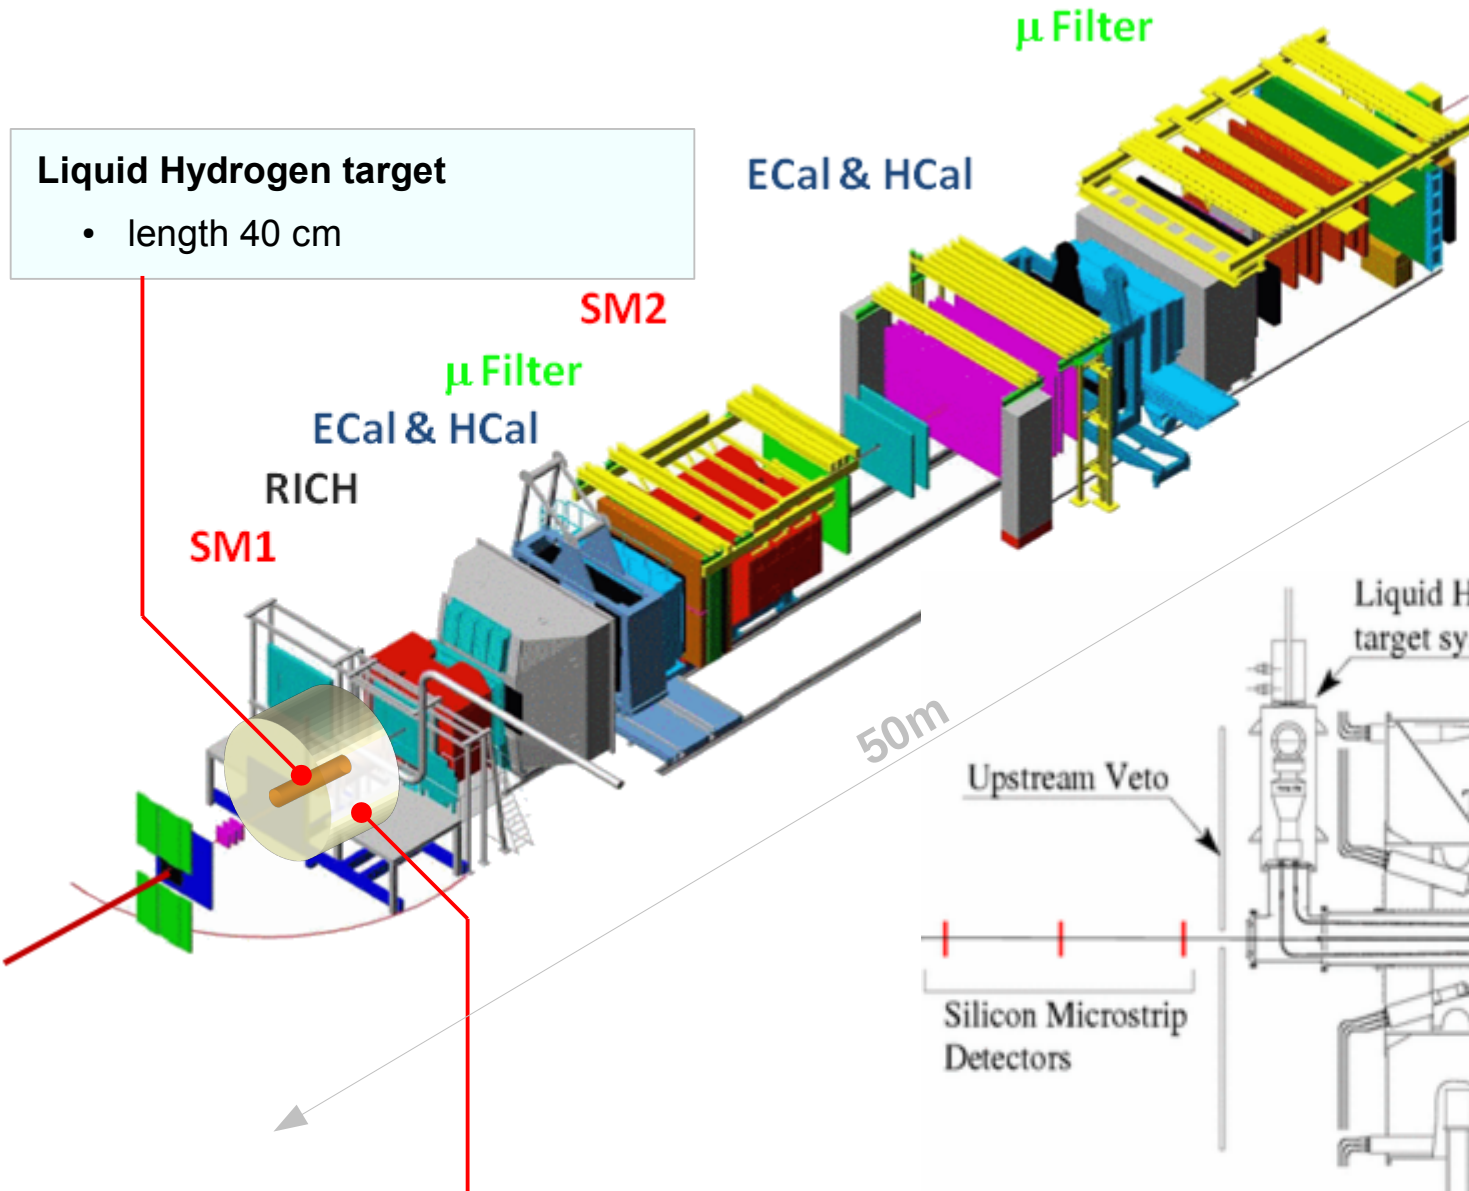 μ Filter
Liquid Hydrogen target
• length 40 cm
ECal & HCal
SM2
μ Filter
ECal & HCal
RICH
SM1
50m
Liquid H
target sy
Upstream Veto
Silicon Microstrip
Detectors